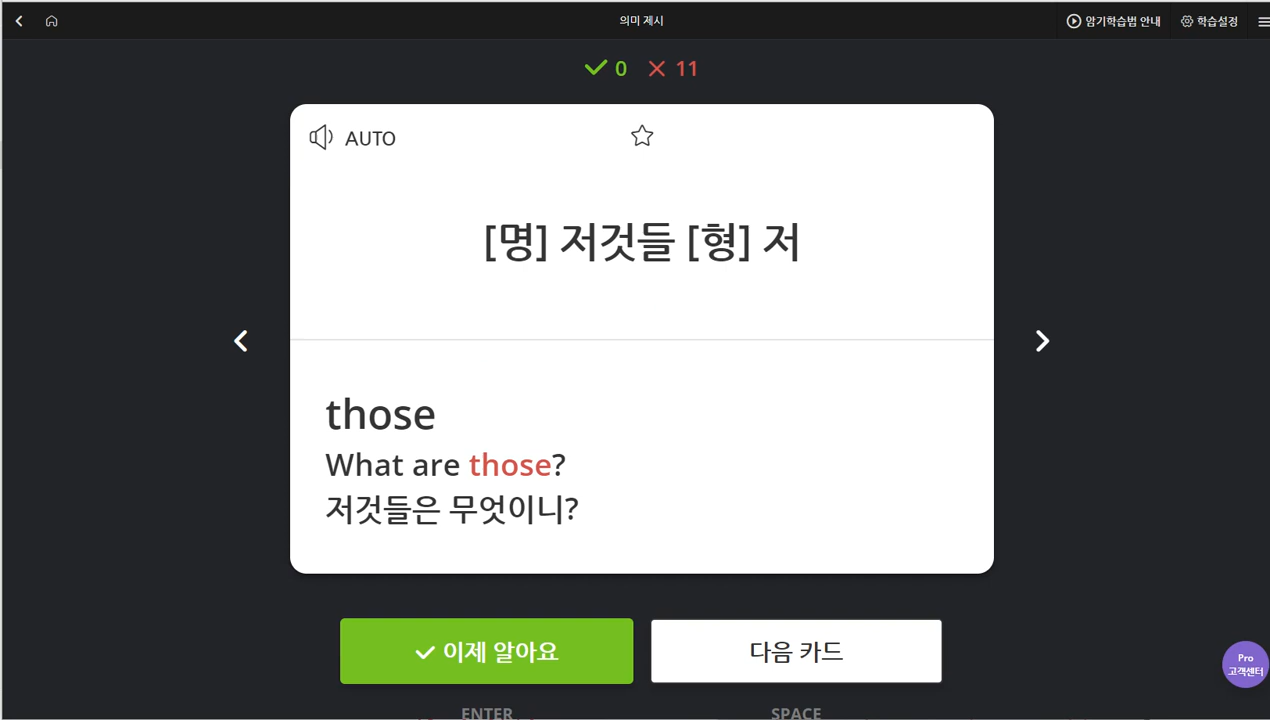 의미 제시
암기학습법 안내
학습설정
0 11
AUTO
[명] 저것들 [형] 저
those
What are those?
저것들은 무엇이니?
이제 알아요
다음 카드
Pro
고객센터
ENTER
SPACE